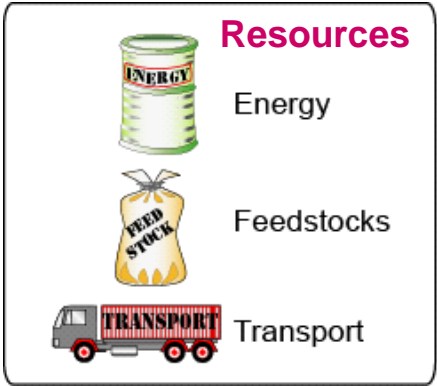 Resources
ENERGY
Energy
FEED
STOCK
Feedstocks
TRANSPORT
Transport